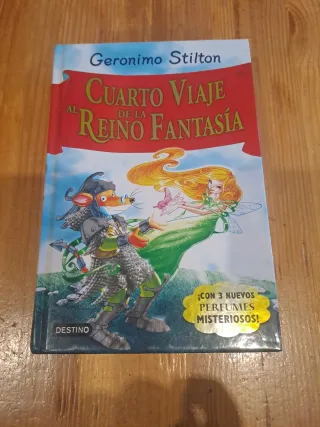 Geronimo Stilton
CUARTO VIAJE
AL DE LA
REINO FANTASÍA
¡CON 3 NUEVOS
PERFUMES
MISTERIOSOS!
DESTINO